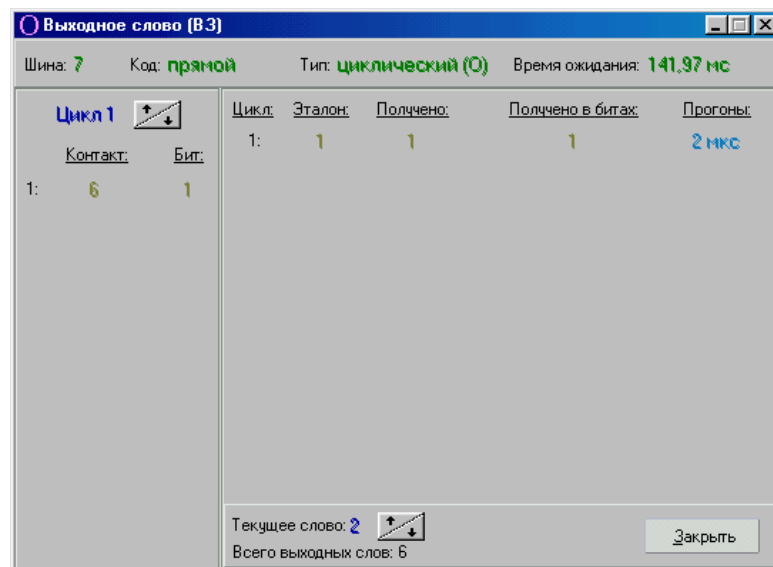 Выходное слово (ВЗ)
Шина: 7 Код: прямой Тип: циклический (О) Время ожидания: 141,97 мс
Цикл 1
Контакт: Бит:
1: 6 1
Цикл: Эталон: Получено: Получено в битах: Прогоны:
1: 1 1 1 2 мкс
Текущее слово: 2
Всего выходных слов: 6
Закрыть